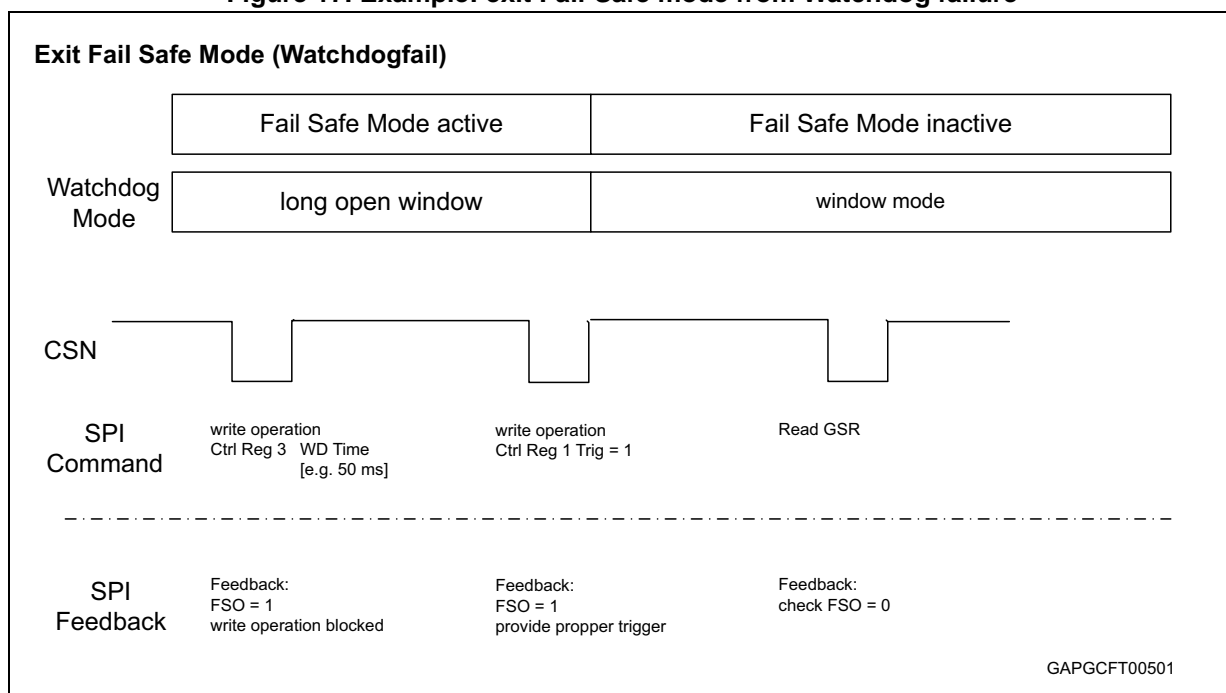 Figure 17. Example: exit Fail-Safe mode from Watchdog failure
Exit Fail Safe Mode (Watchdogfail)
Fail Safe Mode active
Fail Safe Mode inactive
Watchdog
Mode
long open window
window mode
CSN
SPI
Command
write operation
Ctrl Reg 3 WD Time
[e.g. 50 ms]
write operation
Ctrl Reg 1 Trig = 1
Read GSR
SPI
Feedback
Feedback:
FSO = 1
write operation blocked
Feedback:
FSO = 1
provide propper trigger
Feedback:
check FSO = 0
GAPGCFT00501